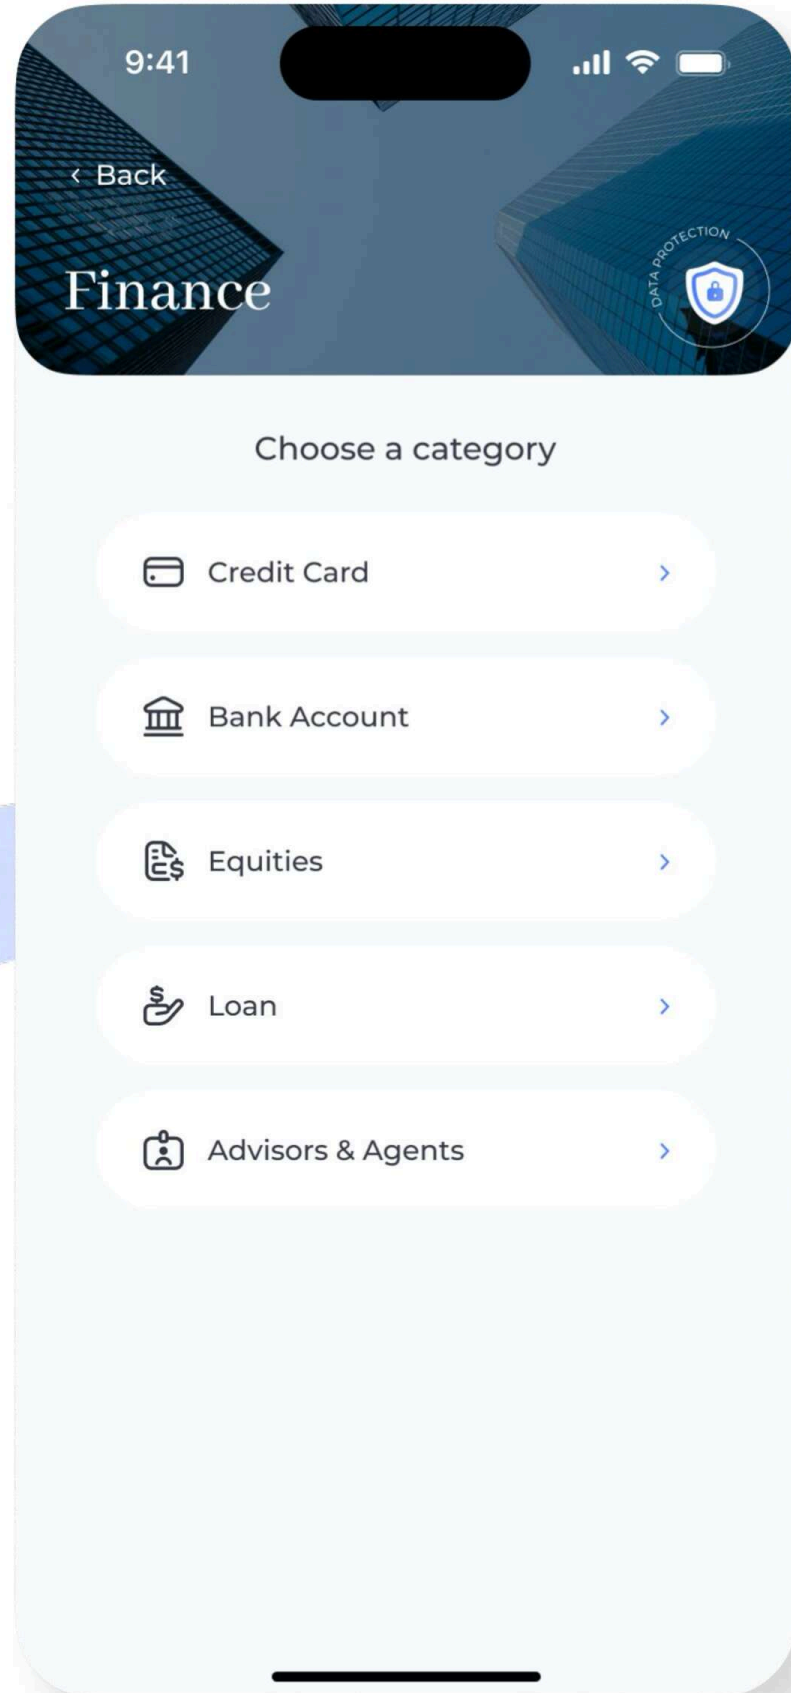 9:41
‹ Back
Finance
DATA PROTECTION
Choose a category
Credit Card
Bank Account
Equities
Loan
Advisors & Agents